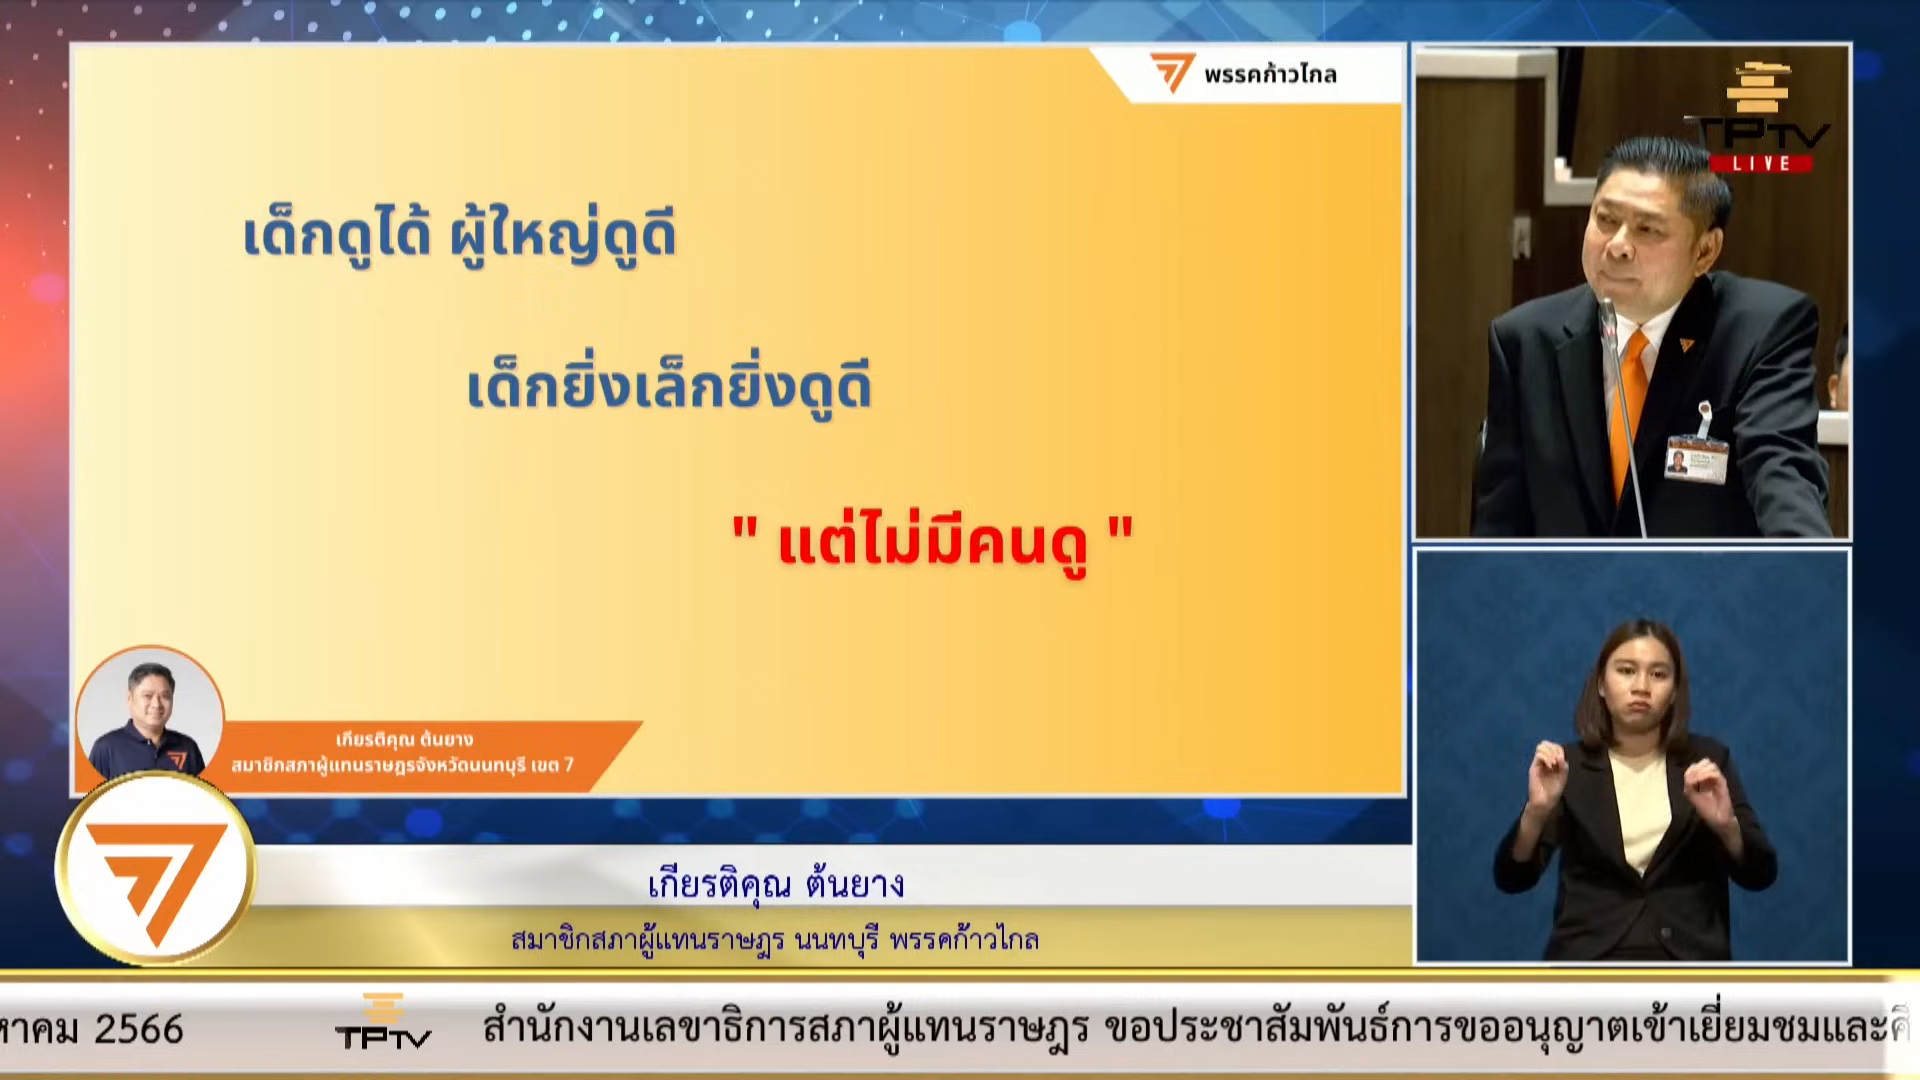 พรรคก้าวไกล
TPTV
LIVE
เด็กดูได้ ผู้ใหญ่ดูดี
เด็กยิ่งเล็กยิ่งดูดี
" แต่ไม่มีคนดู "
เกียรติคุณ ต้นยาง
สมาชิกสภาผู้แทนราษฎรจังหวัดนนทบุรี เขต 7
เกียรติคุณ ต้นยาง
สมาชิกสภาผู้แทนราษฎร นนทบุรี พรรคก้าวไกล
หาคม 2566 TPTV สำนักงานเลขาธิการสภาผู้แทนราษฎร ขอประชาสัมพันธ์การขออนุญาตเข้าเยี่ยมชมและ